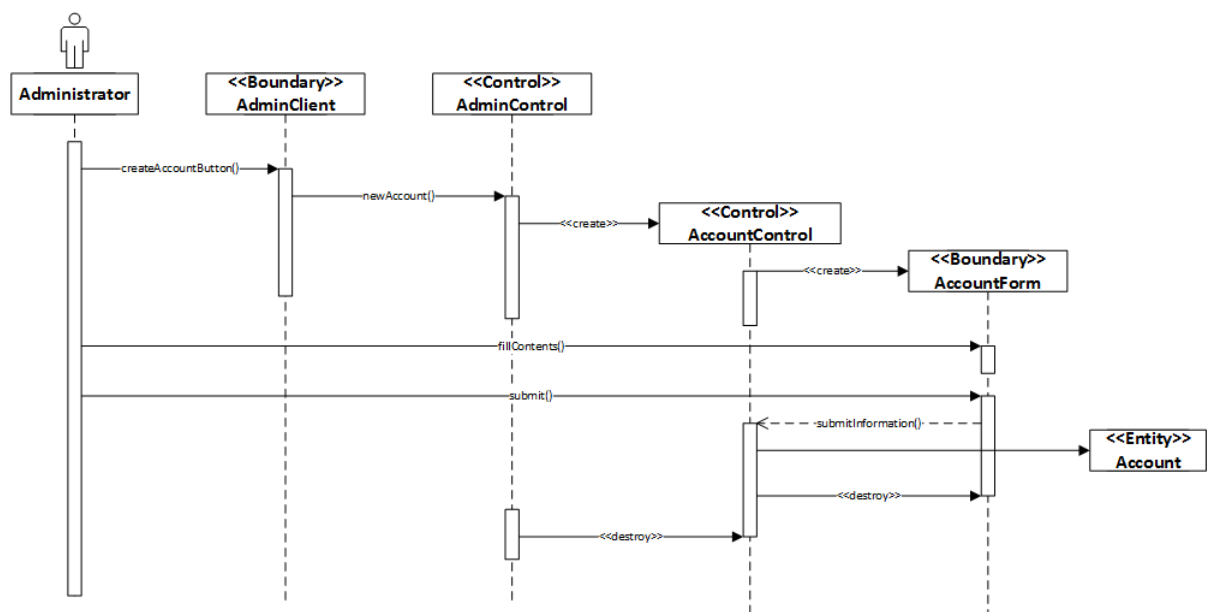 Administrator
<<Boundary>>
AdminClient
<<Control>>
AdminControl
createAccountButton()
newAccount()
<<create>>
<<Control>>
AccountControl
<<create>>
<<Boundary>>
AccountForm
fillContents()
submit()
submitInformation()
<<Entity>>
Account
<<destroy>>
<<destroy>>